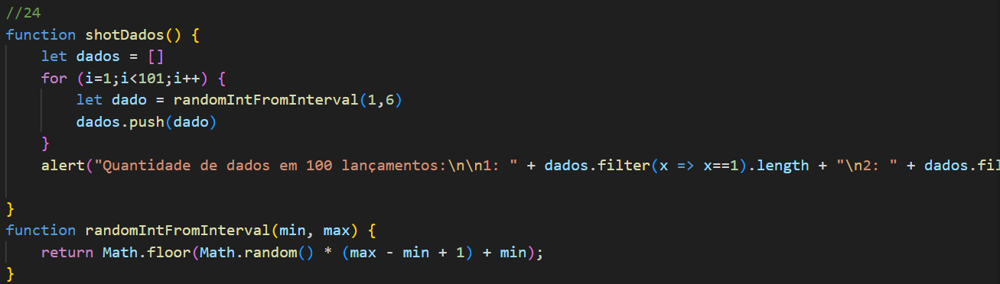 //24
function shotDados() {
    let dados = []
    for (i=1;i<101;i++) {
        let dado = randomIntFromInterval(1,6)
        dados.push(dado)
    }
    alert("Quantidade de dados em 100 lançamentos:\n\n1: " + dados.filter(x => x==1).length + "\n2: " + dados.fil
}
function randomIntFromInterval(min, max) {
    return Math.floor(Math.random() * (max - min + 1) + min);
}